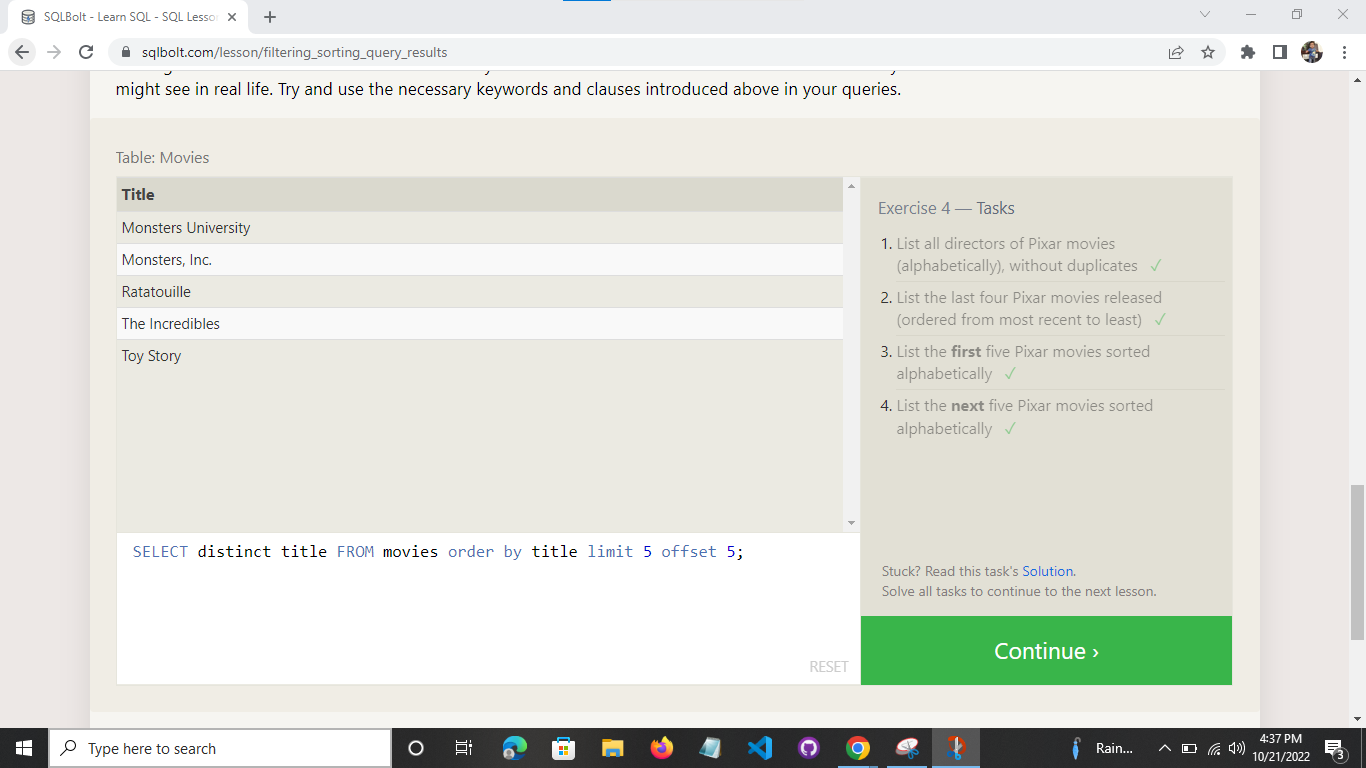 SQLBolt - Learn SQL - SQL Lesso
sqlbolt.com/lesson/filtering_sorting_query_results
might see in real life. Try and use the necessary keywords and clauses introduced above in your queries.
Table: Movies
Title
Monsters University
Monsters, Inc.
Ratatouille
The Incredibles
Toy Story
SELECT distinct title FROM movies order by title limit 5 offset 5;
RESET
Exercise 4 — Tasks
1. List all directors of Pixar movies
(alphabetically), without duplicates ✓
2. List the last four Pixar movies released
(ordered from most recent to least) ✓
3. List the first five Pixar movies sorted
alphabetically ✓
4. List the next five Pixar movies sorted
alphabetically ✓
Stuck? Read this task's Solution.
Solve all tasks to continue to the next lesson.
Continue ›
Type here to search
Rain...
4:37 PM
10/21/2022
3